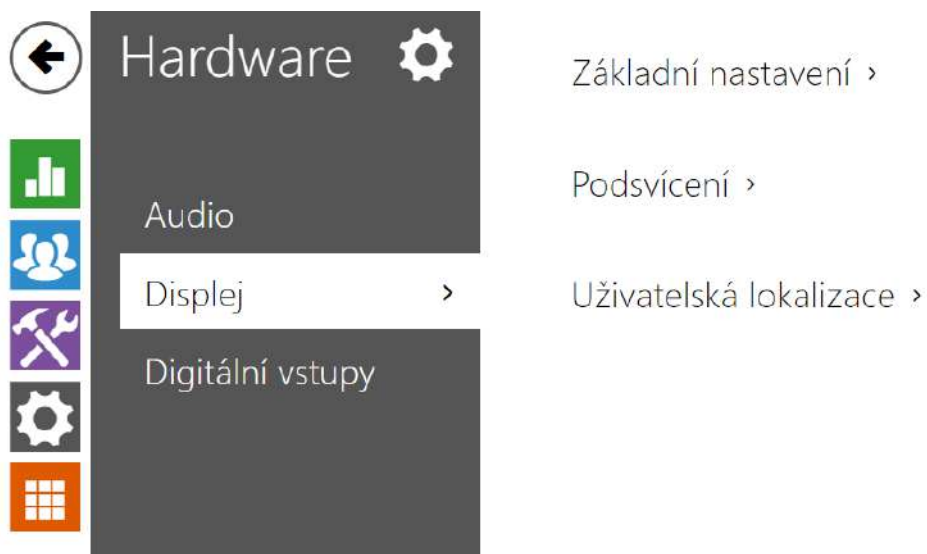 Hardware
Audio
Displej
Digitální vstupy
Základní nastavení ›
Podsvícení ›
Uživatelská lokalizace ›